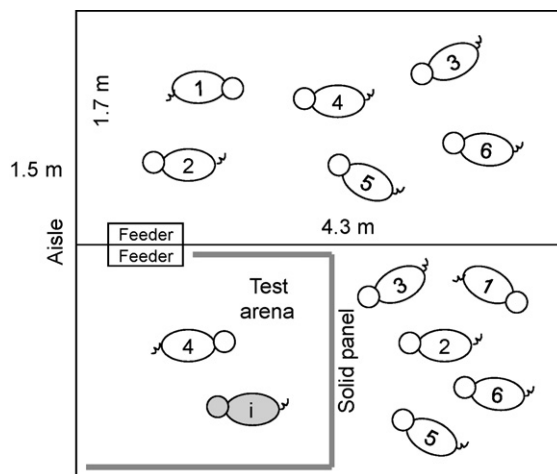 3
1
1.7 m
4
6
1.5 m
2
5
4.3 m
Aisle
Feeder
Feeder
Test
arena
3
1
4
2
Solid panel
6
i
5